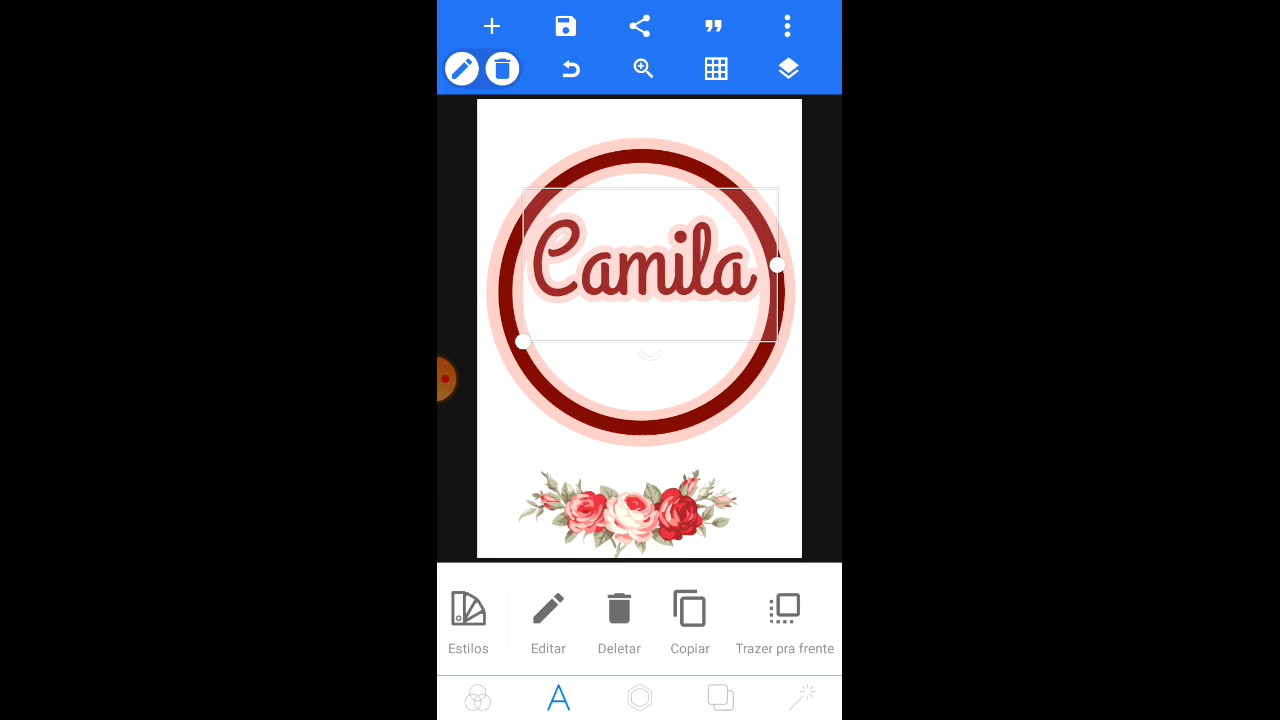 Camila
Estilos
Editar
Deletar
Copiar
Trazer pra frente